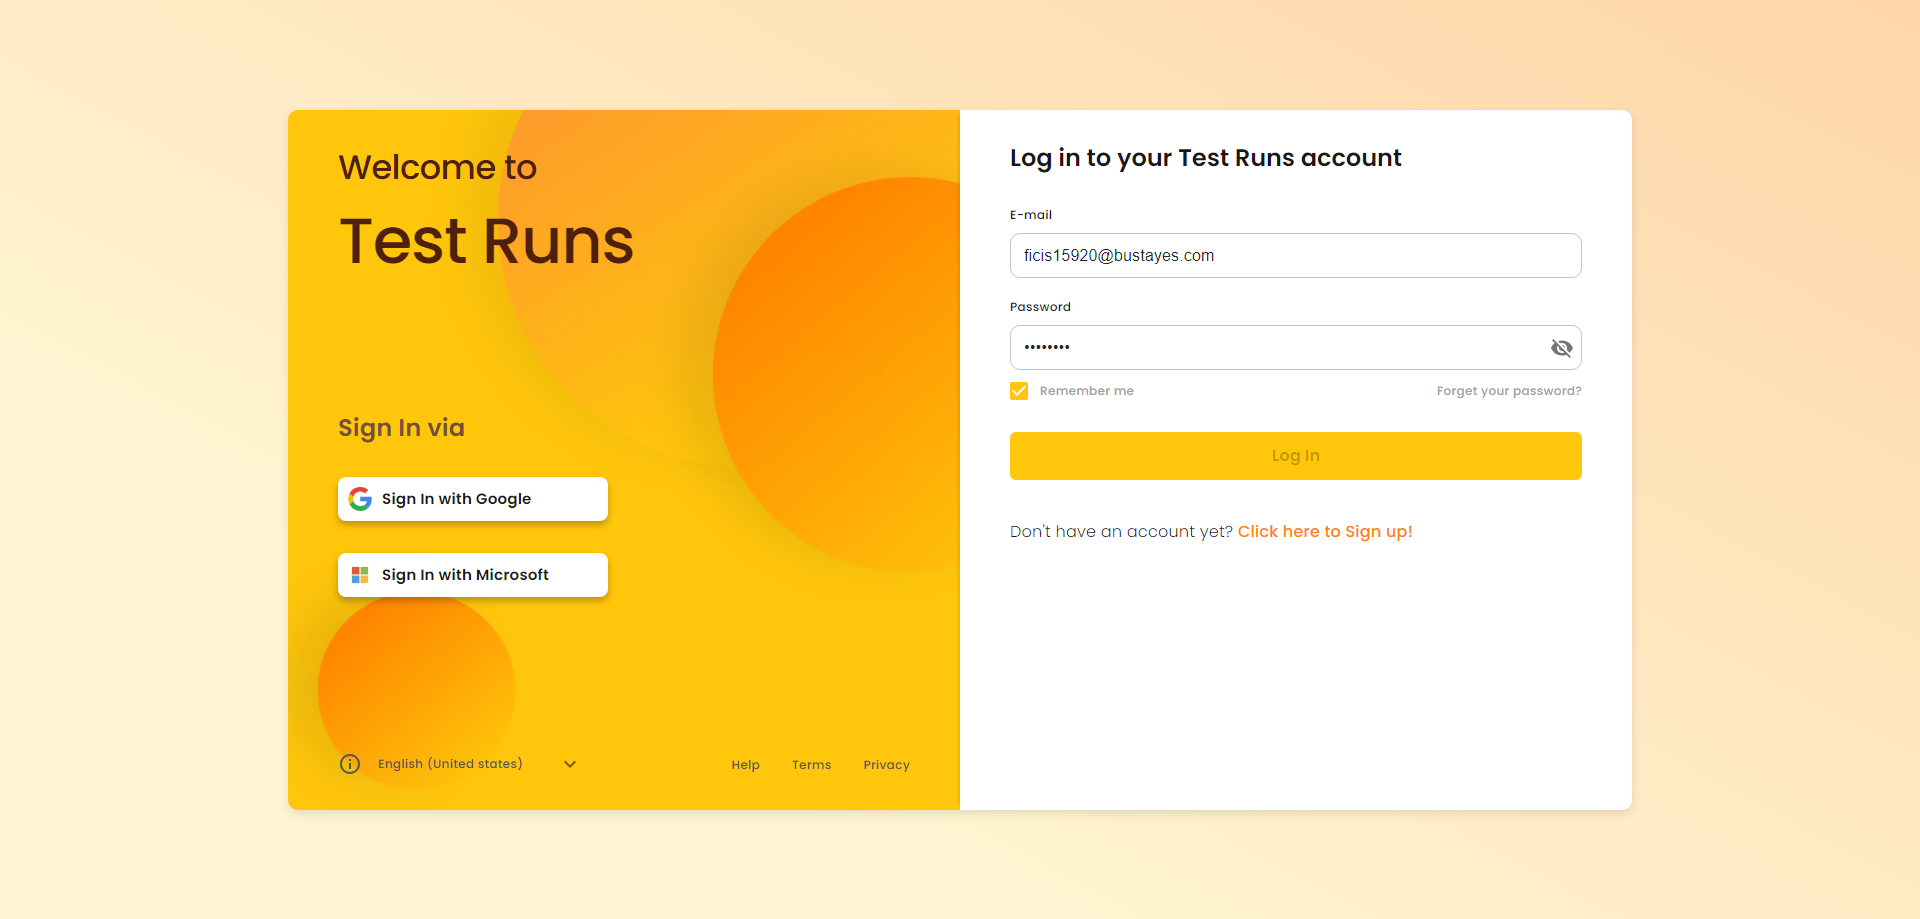 Welcome to
Test Runs
Sign In via
Sign In with Google
Sign In with Microsoft
English (United states)
Help
Terms
Privacy
Log in to your Test Runs account
E-mail
ficis15920@bustayes.com
Password
••••••••
Remember me
Forget your password?
Log In
Don't have an account yet? Click here to Sign up!